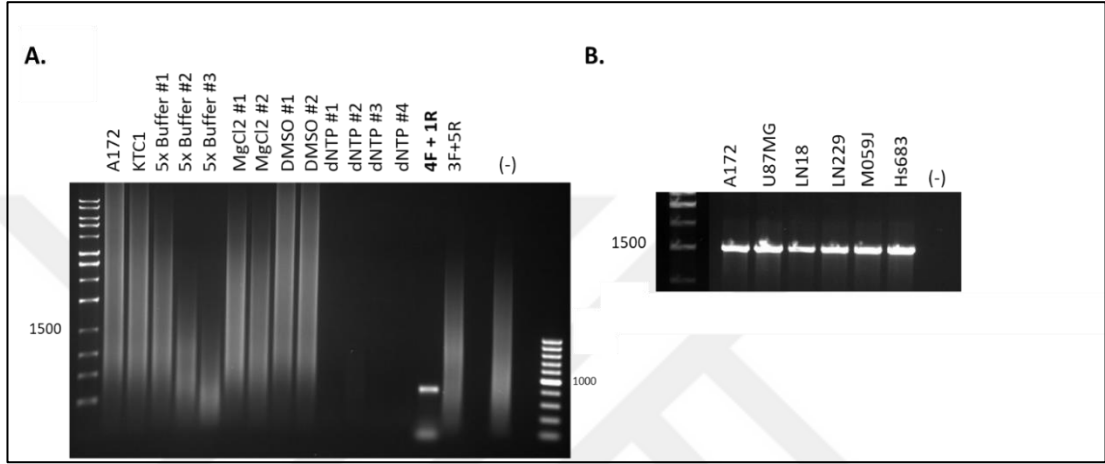 A.
A172
KTC1
5x Buffer #1
5x Buffer #2
5x Buffer #3
MgCl2 #1
MgCl2 #2
DMSO #1
DMSO #2
dNTP #1
dNTP #2
dNTP #3
dNTP #4
4F + 1R
3F+5R
(-)
1500
1000
B.
A172
U87MG
LN18
LN229
M059J
Hs683
(-)
1500